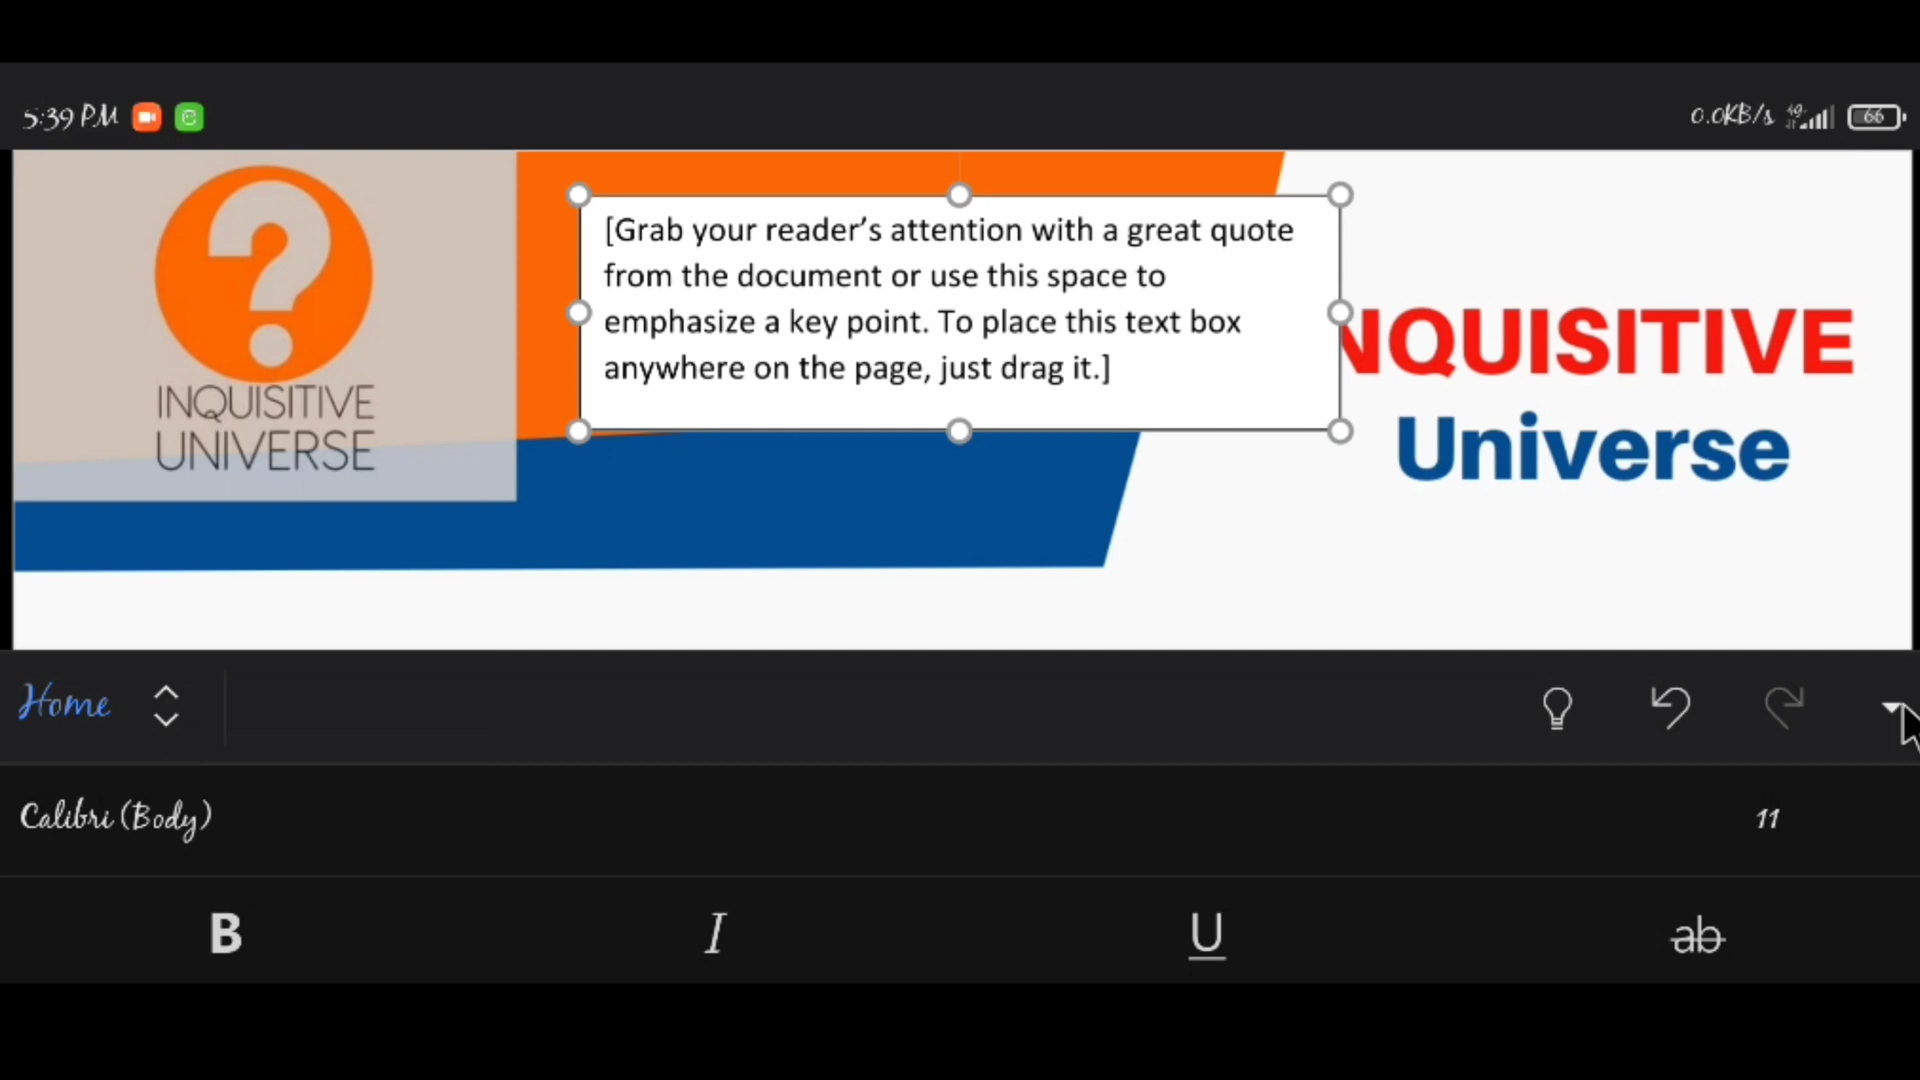 5:39 PM
0.0KB/s 4G 66
INQUISITIVE
UNIVERSE
[Grab your reader’s attention with a great quote
from the document or use this space to
emphasize a key point. To place this text box
anywhere on the page, just drag it.]
NQUISITIVE
Universe
Home
Calibri (Body)
11
B I U ab